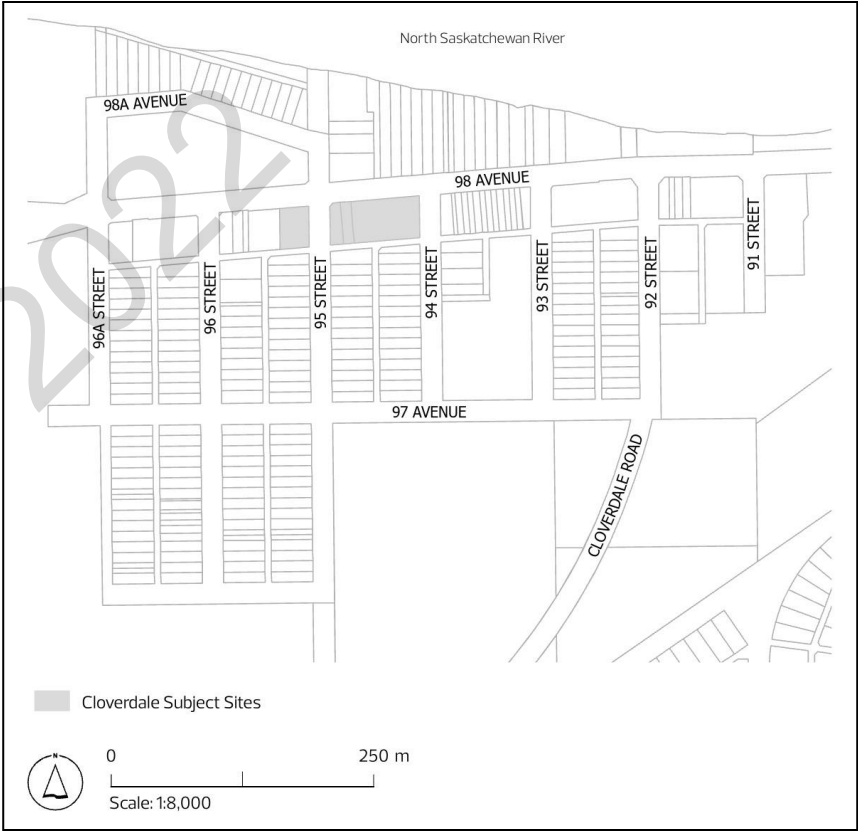 North Saskatchewan River
98A AVENUE
98 AVENUE
96A STREET
96 STREET
95 STREET
94 STREET
93 STREET
92 STREET
91 STREET
2022
97 AVENUE
CLOVERDALE ROAD
Cloverdale Subject Sites
N
0 250 m
Scale: 1:8,000